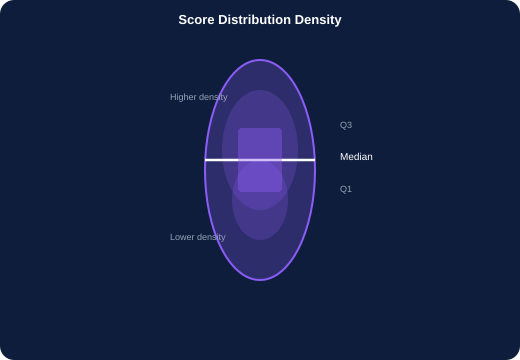 Score Distribution Density
Higher density
Q3
Median
Q1
Lower density